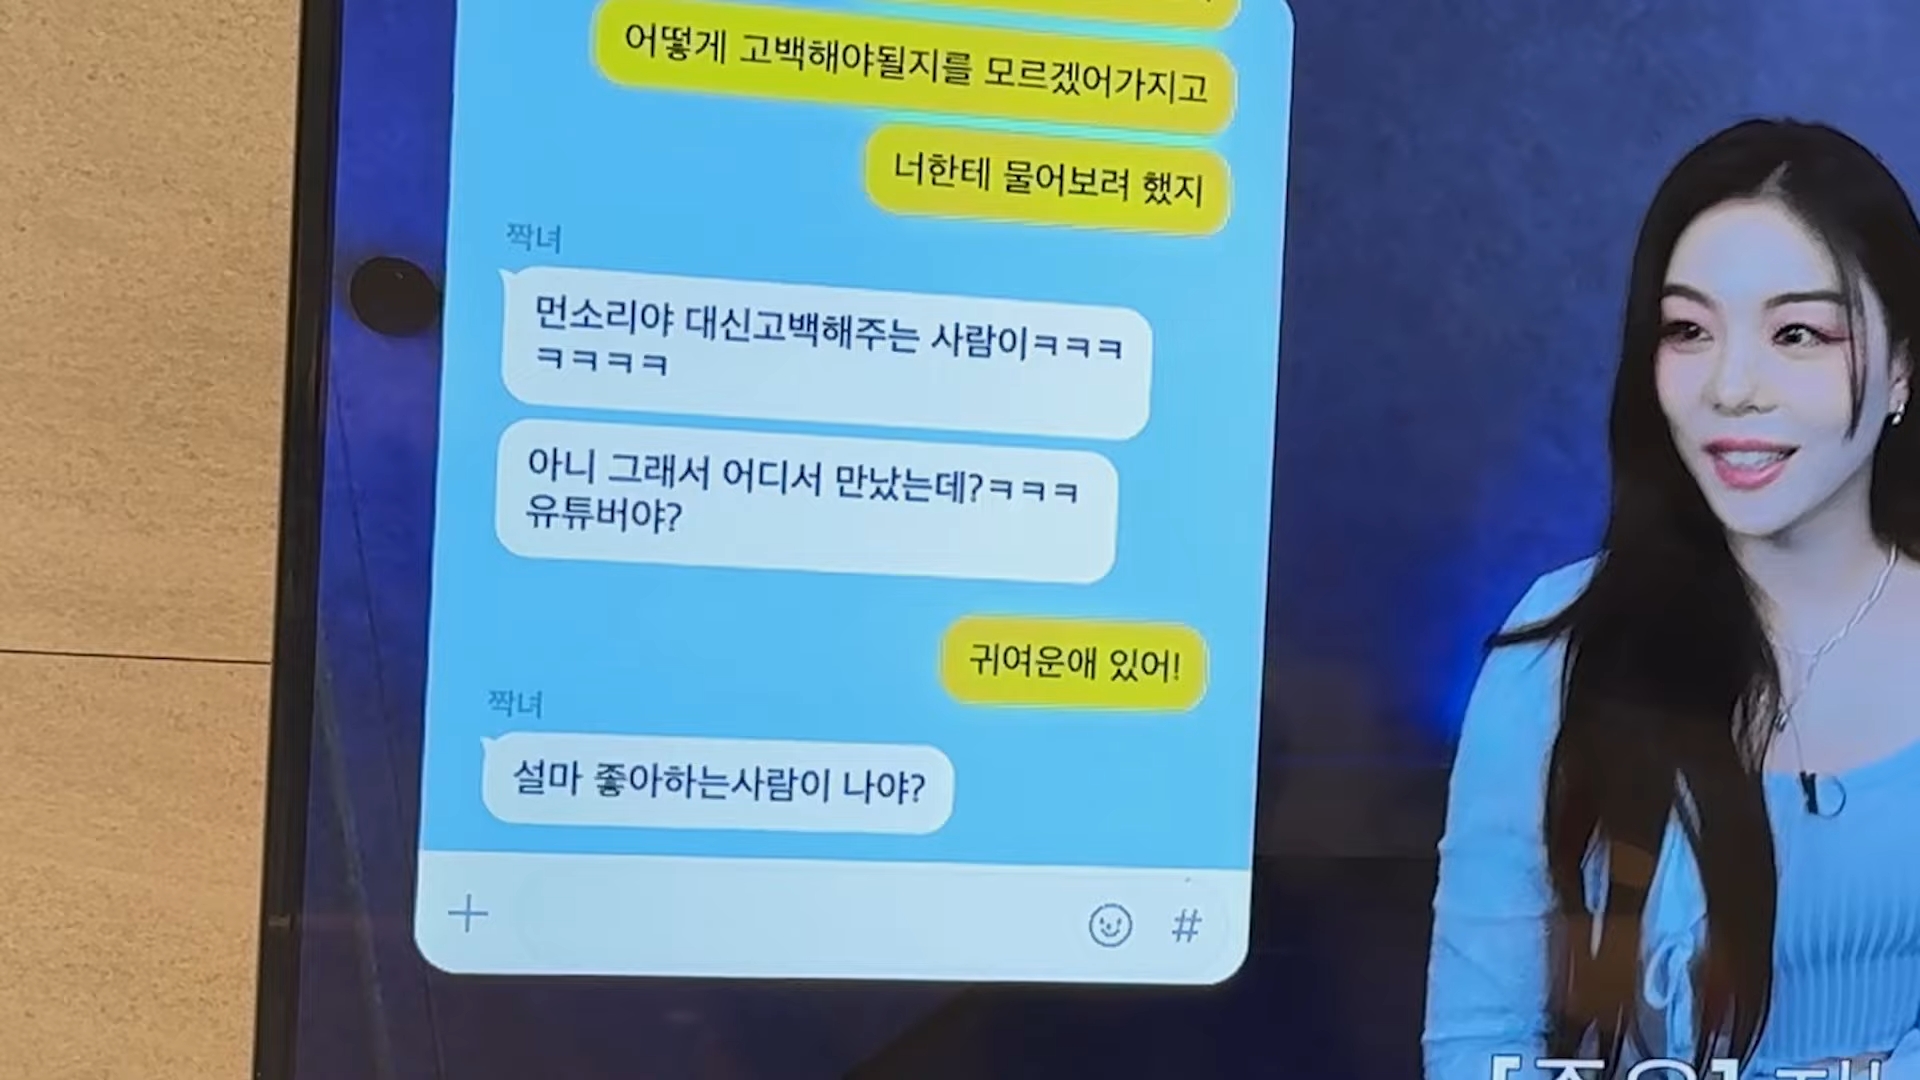 어떻게 고백해야될지를 모르겠어가지고
너한테 물어보려 했지
짝녀
먼소리야 대신고백해주는 사람이ㅋㅋㅋ
ㅋㅋㅋㅋ
아니 그래서 어디서 만났는데?ㅋㅋㅋ
유튜버야?
귀여운애 있어!
짝녀
설마 좋아하는사람이 나야?
#